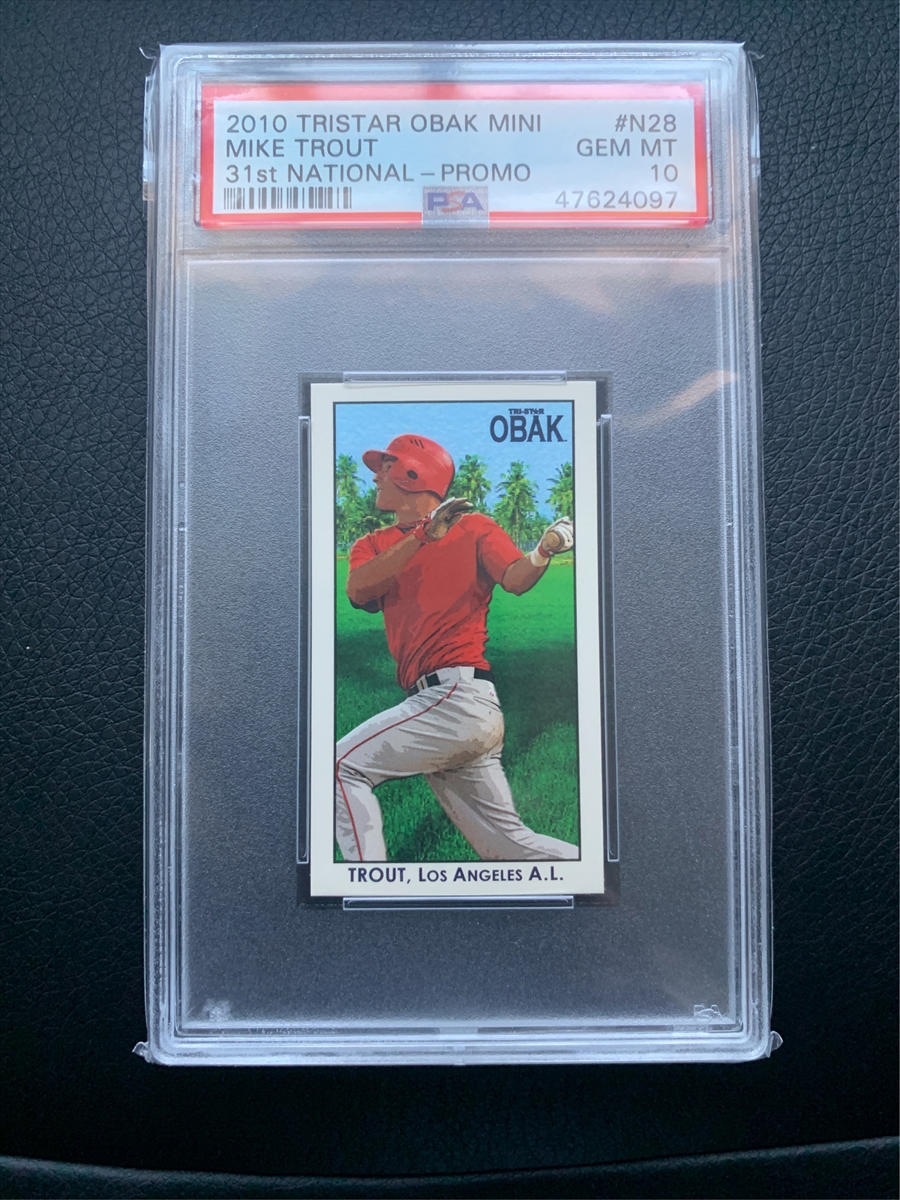 2010 TRISTAR OBAK MINI #N28
MIKE TROUT GEM MT
31st NATIONAL – PROMO 10
PSA 47624097
TRI-STAR
OBAK
TROUT, LOS ANGELES A.L.